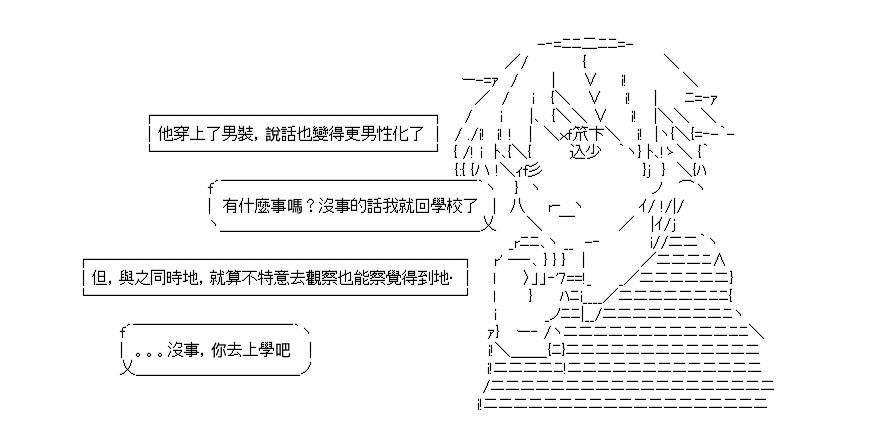 他穿上了男裝，說話也變得更男性化了
有什麼事嗎？沒事的話我就回學校了
但，與之同時地，就算不特意去觀察也能察覺得到地·
。。。沒事，你去上學吧